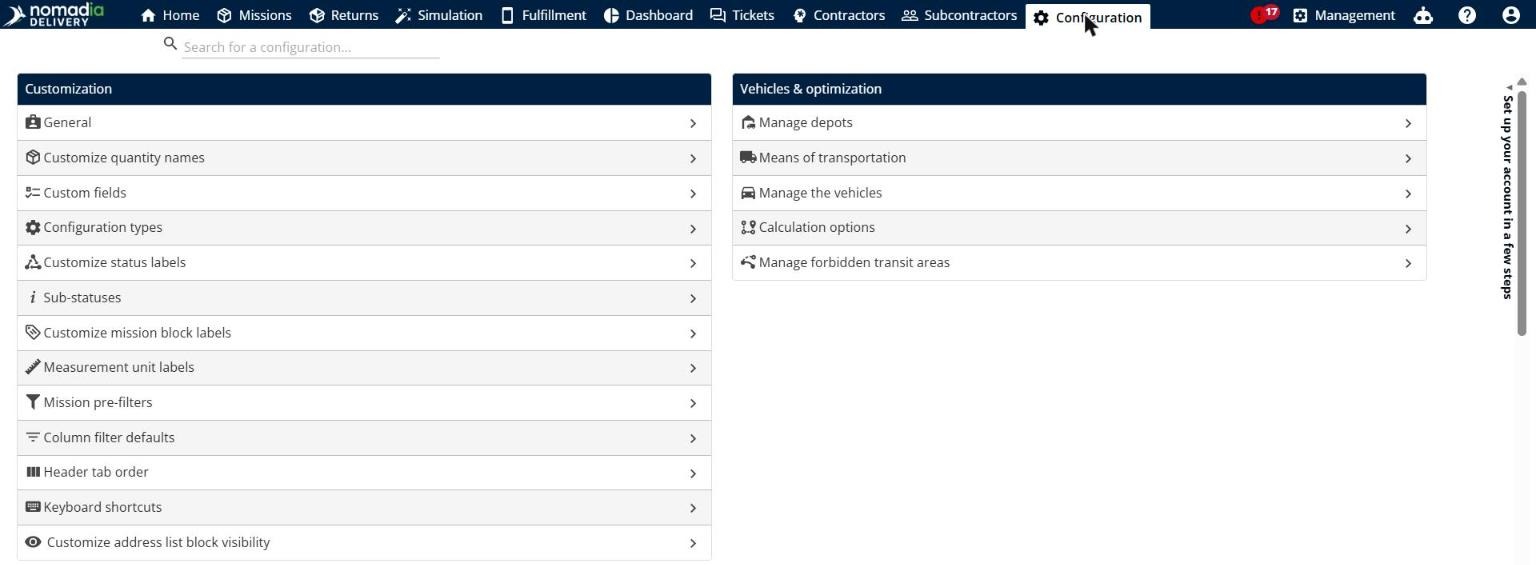 nomadia DELIVERY Home Missions Returns Simulation Fulfillment Dashboard Tickets Contractors Subcontractors Configuration 17 Management
Search for a configuration...
Customization
General
Customize quantity names
Custom fields
Configuration types
Customize status labels
Sub-statuses
Customize mission block labels
Measurement unit labels
Mission pre-filters
Column filter defaults
Header tab order
Keyboard shortcuts
Customize address list block visibility
Vehicles & optimization
Manage depots
Means of transportation
Manage the vehicles
Calculation options
Manage forbidden transit areas
Set up your account in a few steps